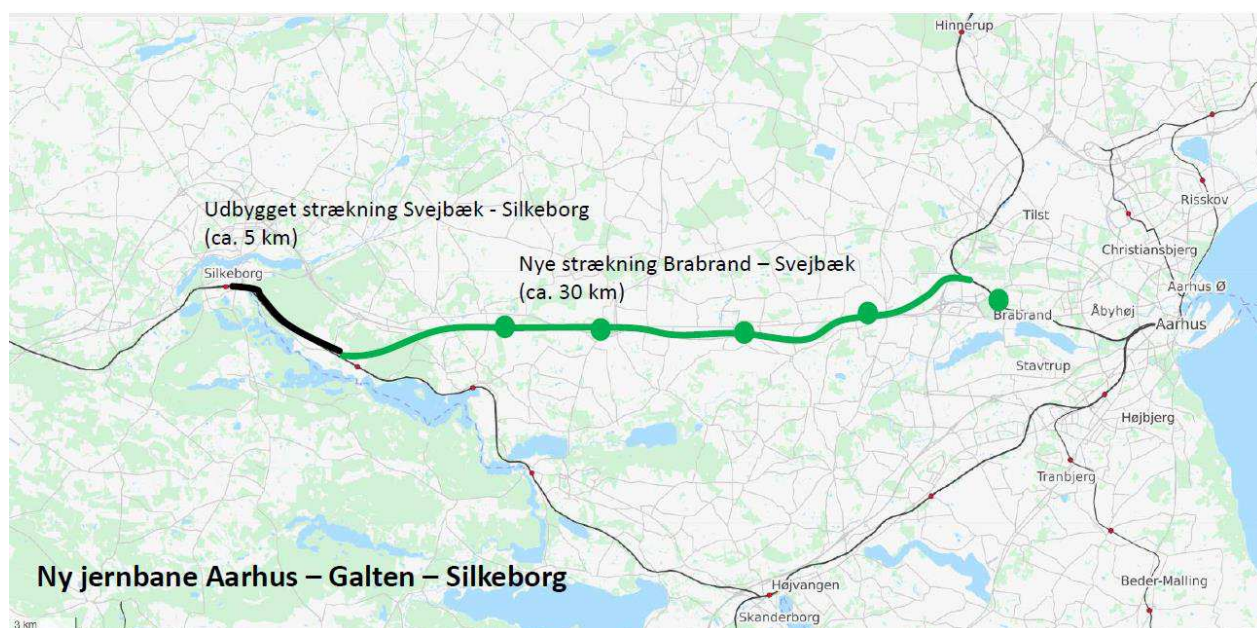 Hinnerup
Risskov
Udbygget strækning Svejbæk - Silkeborg
(ca. 5 km)
Tilst
Christiansbjerg
Nye strækning Brabrand – Svejbæk
(ca. 30 km)
Silkeborg
Aarhus Ø
Brabrand
Åbyhøj
Aarhus
Stavtrup
Højbjerg
Tranbjerg
Ny jernbane Aarhus – Galten – Silkeborg
Højvangen
Beder-Malling
Skanderborg
3 km